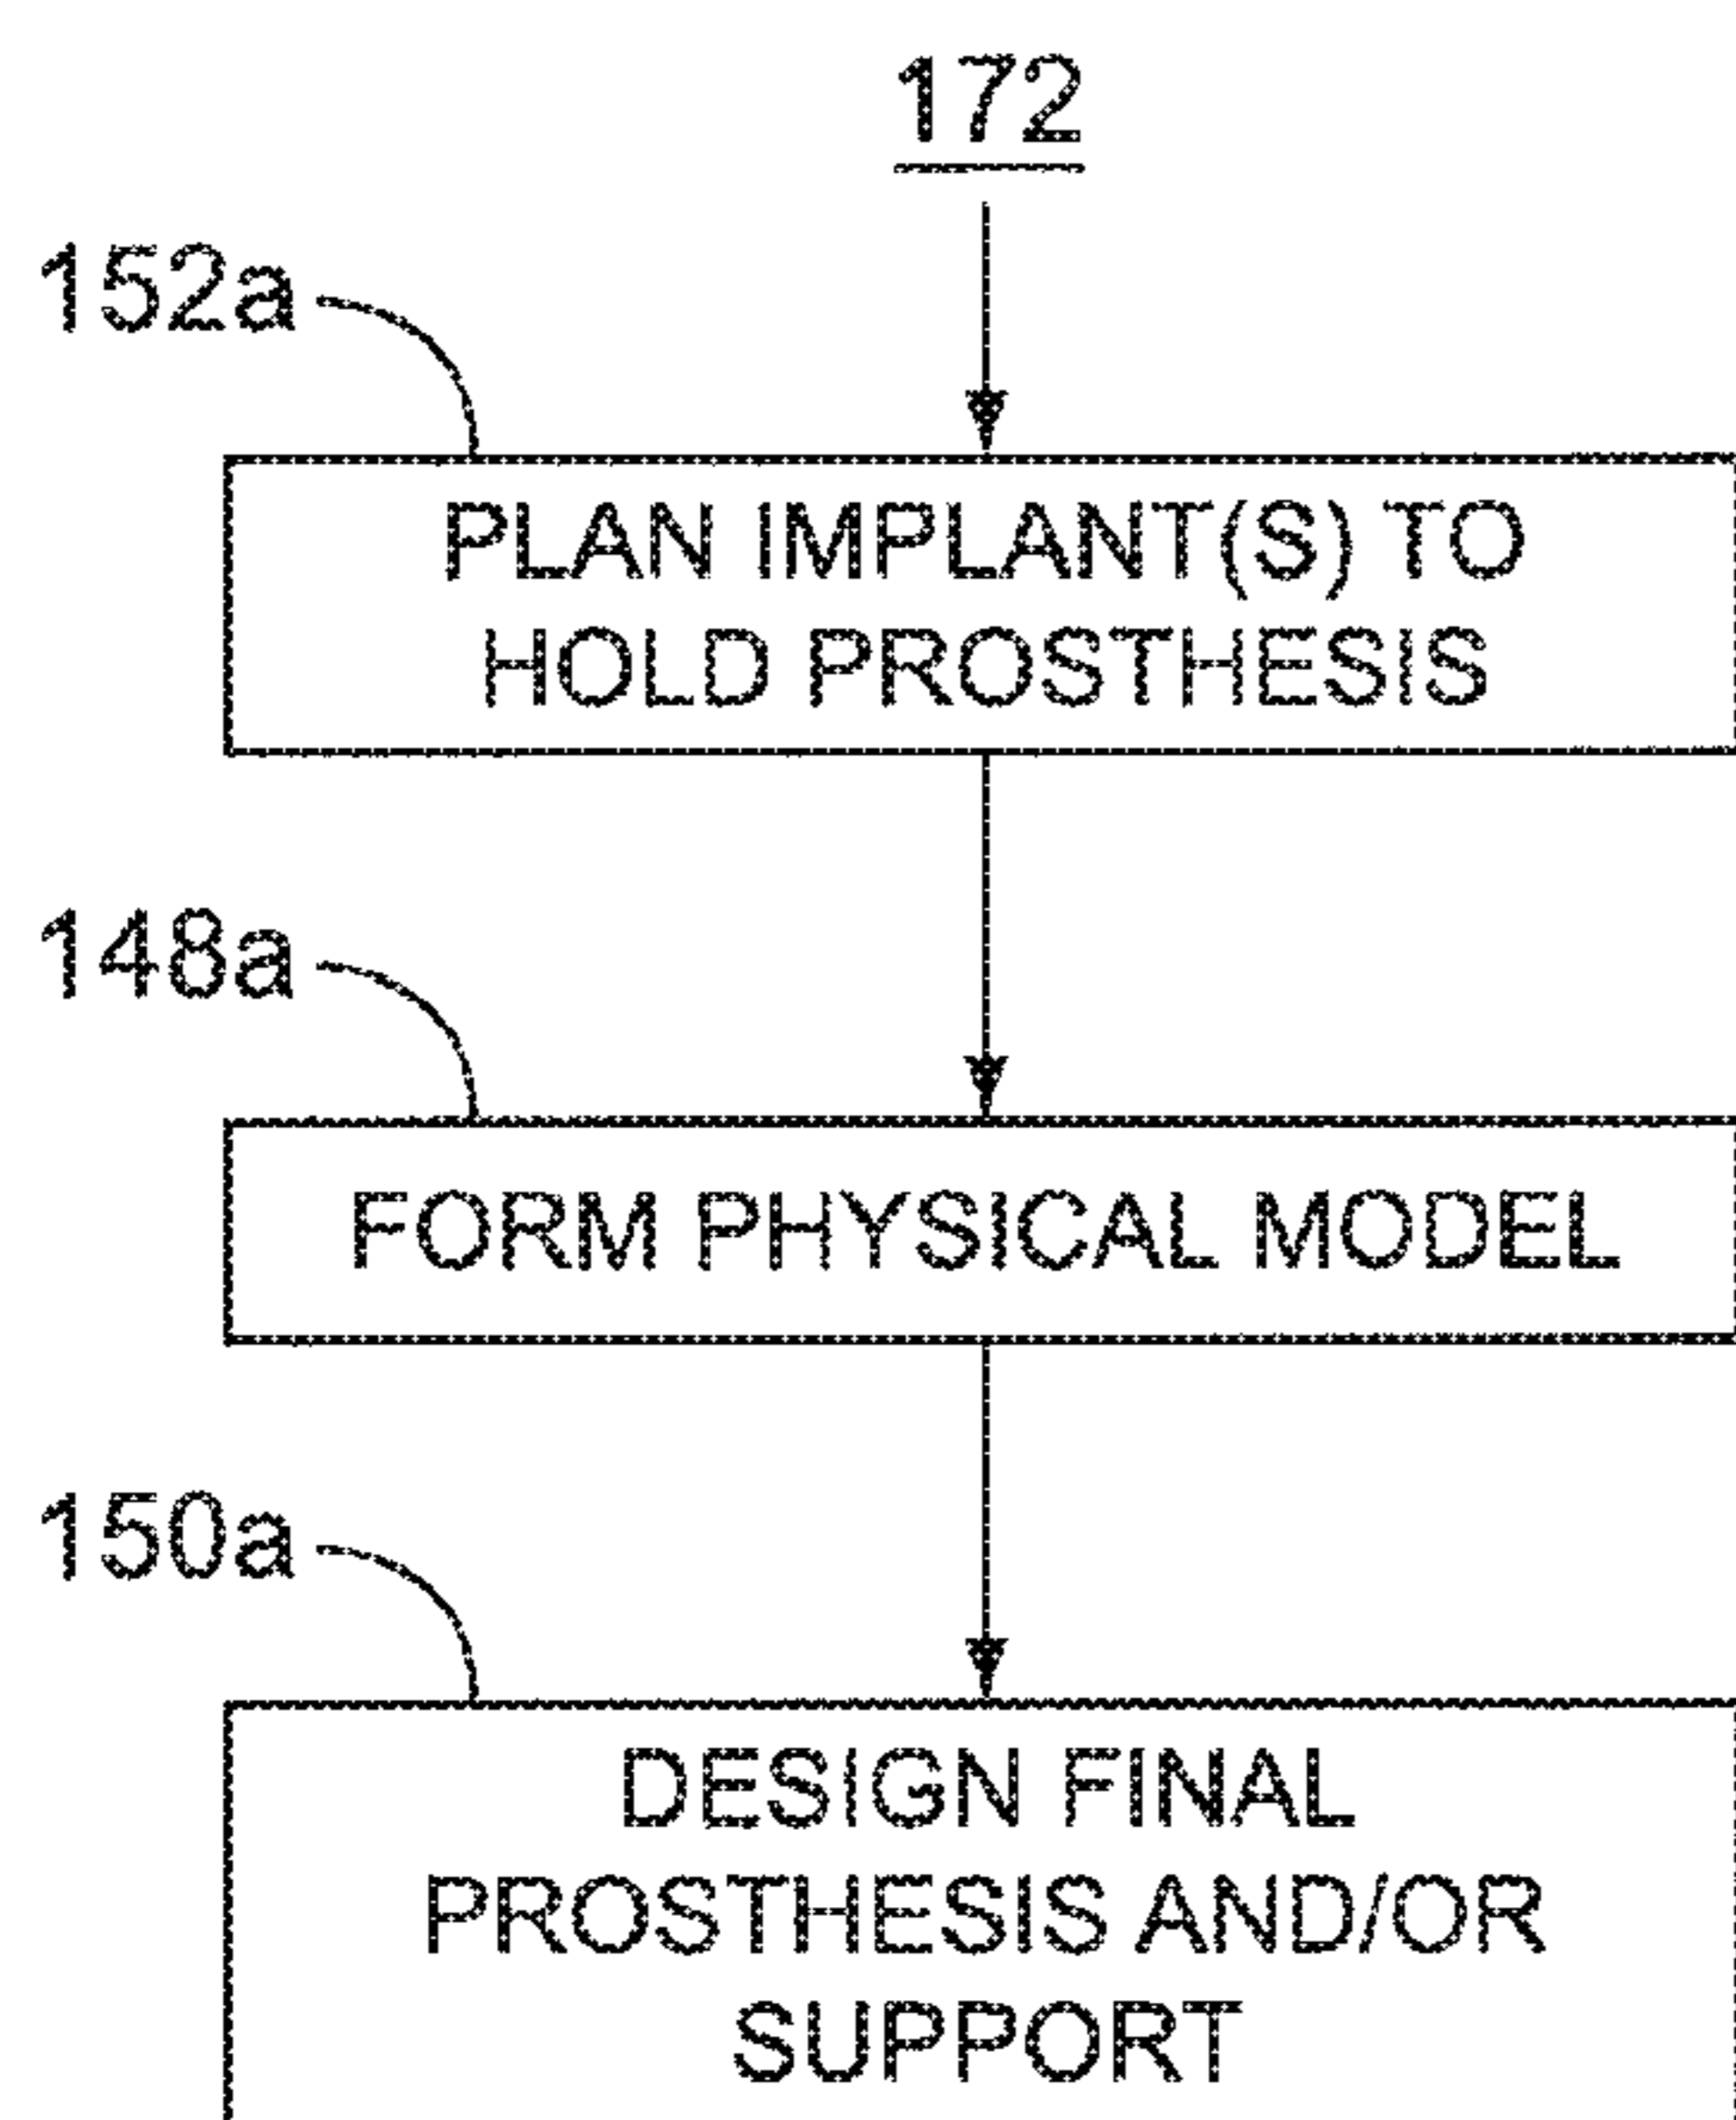 172
152a
PLAN IMPLANT(S) TO
HOLD PROSTHESIS
148a
FORM PHYSICAL MODEL
150a
DESIGN FINAL
PROSTHESIS AND/OR
SUPPORT